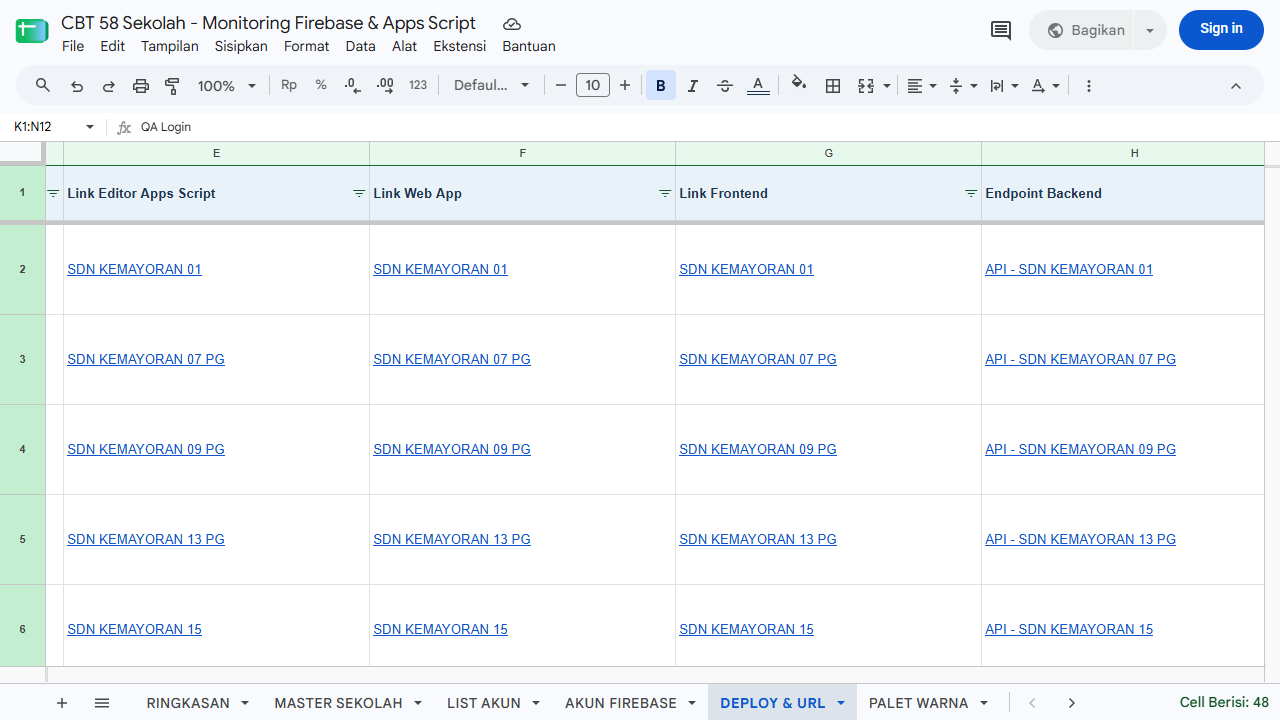 CBT 58 Sekolah - Monitoring Firebase & Apps Script
File Edit Tampilan Sisipkan Format Data Alat Ekstensi Bantuan
Bagikan
Sign in
100% Rp % .0 .00 123 Defaul... 10 B I S A
K1:N12 fx QA Login
E F G H
1 Link Editor Apps Script Link Web App Link Frontend Endpoint Backend
2 SDN KEMAYORAN 01 SDN KEMAYORAN 01 SDN KEMAYORAN 01 API - SDN KEMAYORAN 01
3 SDN KEMAYORAN 07 PG SDN KEMAYORAN 07 PG SDN KEMAYORAN 07 PG API - SDN KEMAYORAN 07 PG
4 SDN KEMAYORAN 09 PG SDN KEMAYORAN 09 PG SDN KEMAYORAN 09 PG API - SDN KEMAYORAN 09 PG
5 SDN KEMAYORAN 13 PG SDN KEMAYORAN 13 PG SDN KEMAYORAN 13 PG API - SDN KEMAYORAN 13 PG
6 SDN KEMAYORAN 15 SDN KEMAYORAN 15 SDN KEMAYORAN 15 API - SDN KEMAYORAN 15
RINGKASAN MASTER SEKOLAH LIST AKUN AKUN FIREBASE DEPLOY & URL PALET WARNA Cell Berisi: 48